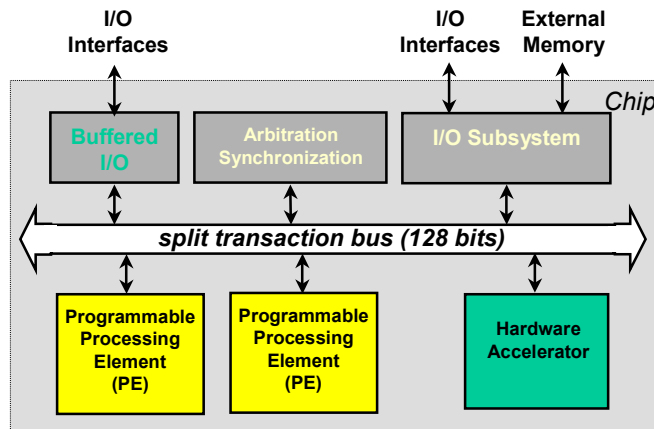 I/O
Interfaces
I/O
Interfaces
External
Memory
Chip
Buffered
I/O
Arbitration
Synchronization
I/O Subsystem
split transaction bus (128 bits)
Programmable
Processing
Element
(PE)
Programmable
Processing
Element
(PE)
Hardware
Accelerator